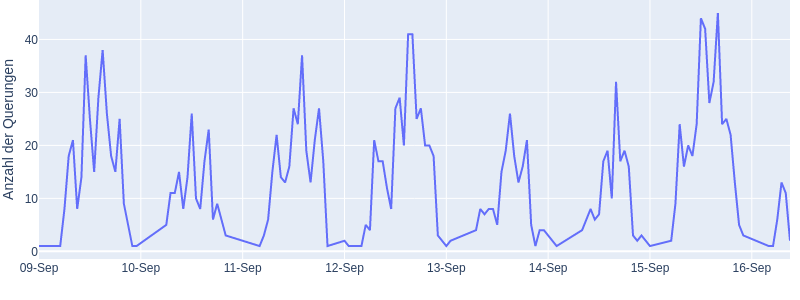 Anzahl der Querungen
40
30
20
10
0
09-Sep
10-Sep
11-Sep
12-Sep
13-Sep
14-Sep
15-Sep
16-Sep